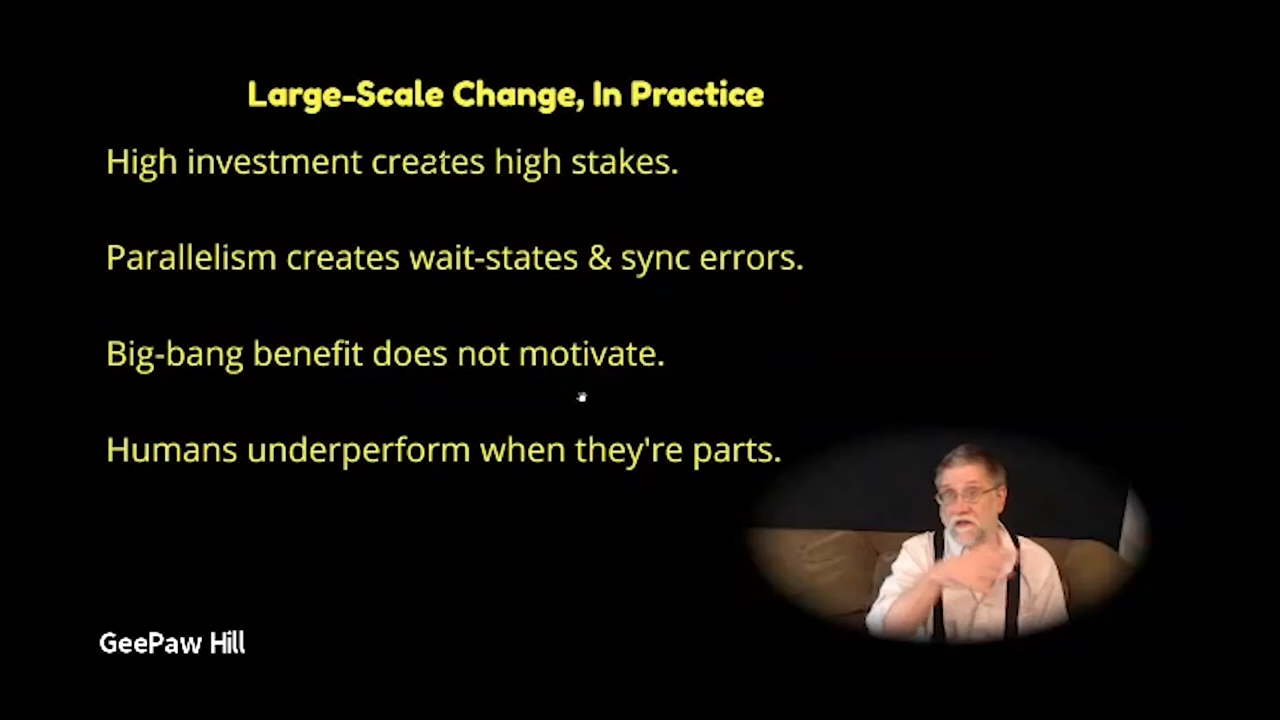 Large-Scale Change, In Practice
High investment creates high stakes.
Parallelism creates wait-states & sync errors.
Big-bang benefit does not motivate.
Humans underperform when they're parts.
GeePaw Hill